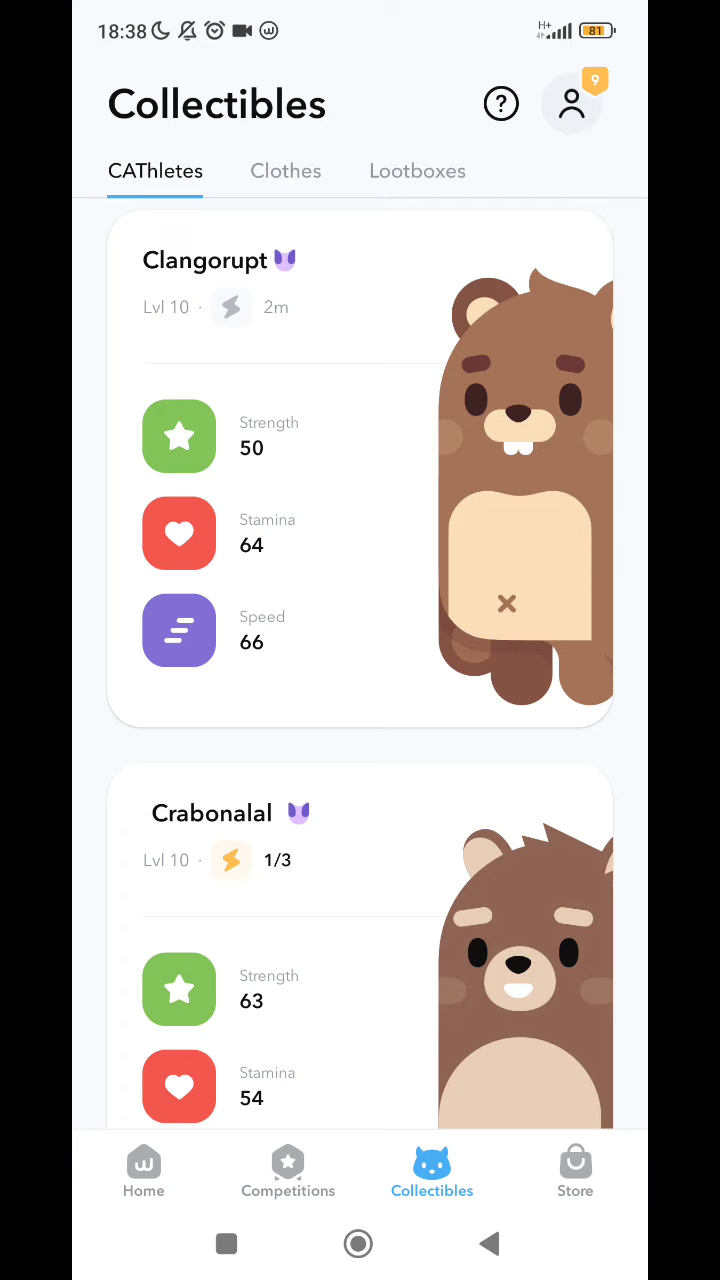 18:38
H+
81
Collectibles
9
CAThletes Clothes Lootboxes
Clangorupt
Lvl 10 · 2m
Strength
50
Stamina
64
Speed
66
Crabonalal
Lvl 10 · 1/3
Strength
63
Stamina
54
Home Competitions Collectibles Store